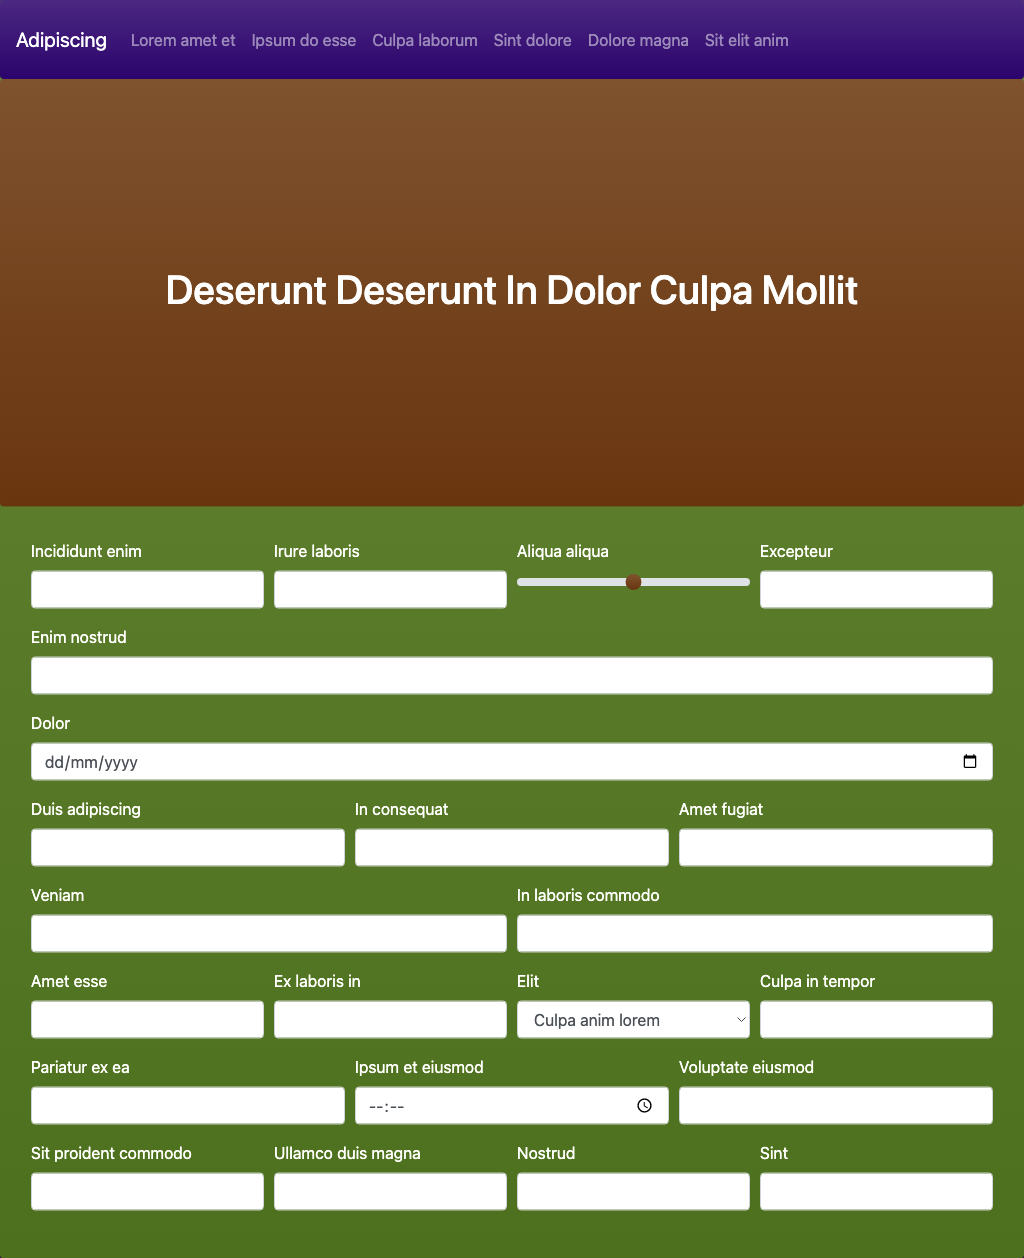 Adipiscing Lorem amet et Ipsum do esse Culpa laborum Sint dolore Dolore magna Sit elit anim
Deserunt Deserunt In Dolor Culpa Mollit
Incididunt enim Irure laboris Aliqua aliqua Excepteur
Enim nostrud
Dolor
dd/mm/yyyy
Duis adipiscing In consequat Amet fugiat
Veniam In laboris commodo
Amet esse Ex laboris in Elit Culpa in tempor
Culpa anim lorem
Pariatur ex ea Ipsum et eiusmod Voluptate eiusmod
--:--
Sit proident commodo Ullamco duis magna Nostrud Sint